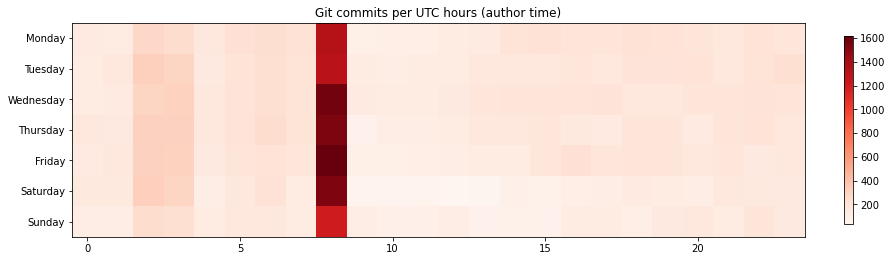 Git commits per UTC hours (author time)
Monday
Tuesday
Wednesday
Thursday
Friday
Saturday
Sunday
0 5 10 15 20
1600
1400
1200
1000
800
600
400
200